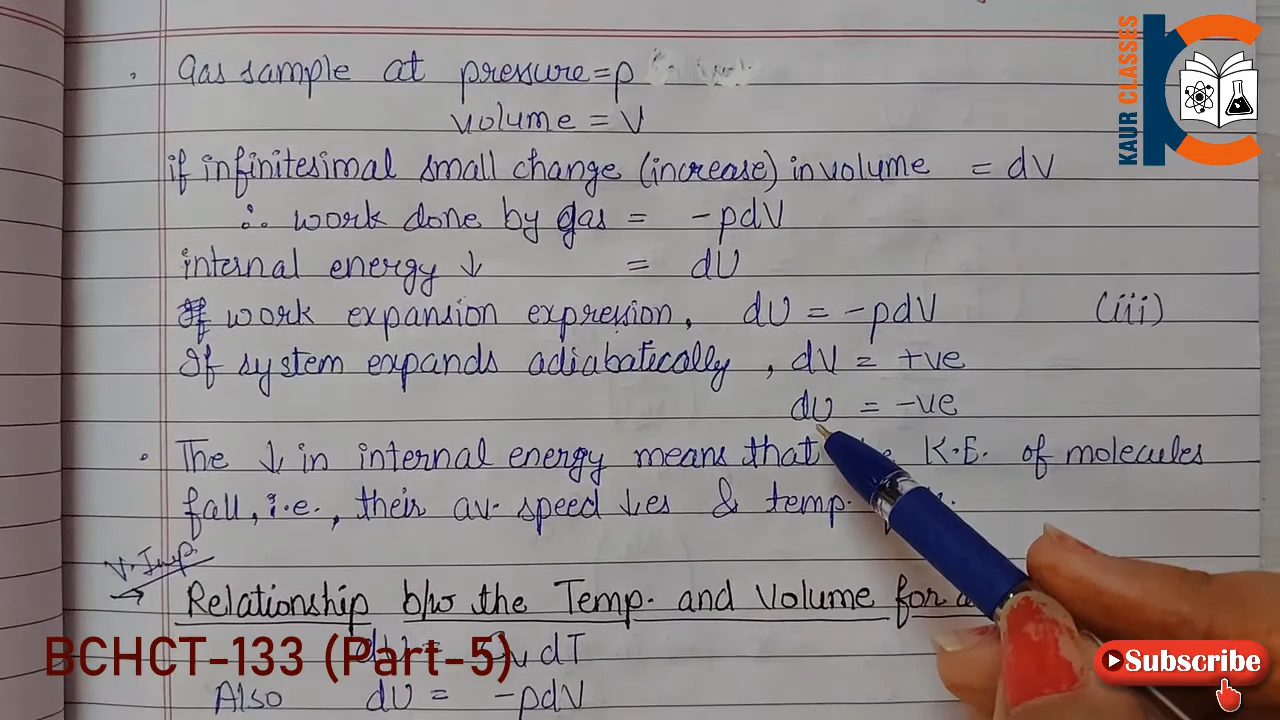 . Gas sample at pressure = p
volume = V
if infinitesimal small change (increase) in volume = dV
∴ work done by gas = -pdV
internal energy ↓ = dU
work expansion expression, dU = -pdV (iii)
If system expands adiabatically, dV = +ve
dU = -ve
. The ↓ in internal energy means that K.E. of molecules
fall, i.e., their av. speed ↓es & temp.
V. Imp.
→ Relationship b/w the Temp. and Volume for
dT
Also dU = -pdV
BCHCT-133 (Part-5)
KAUR CLASSES
Subscribe